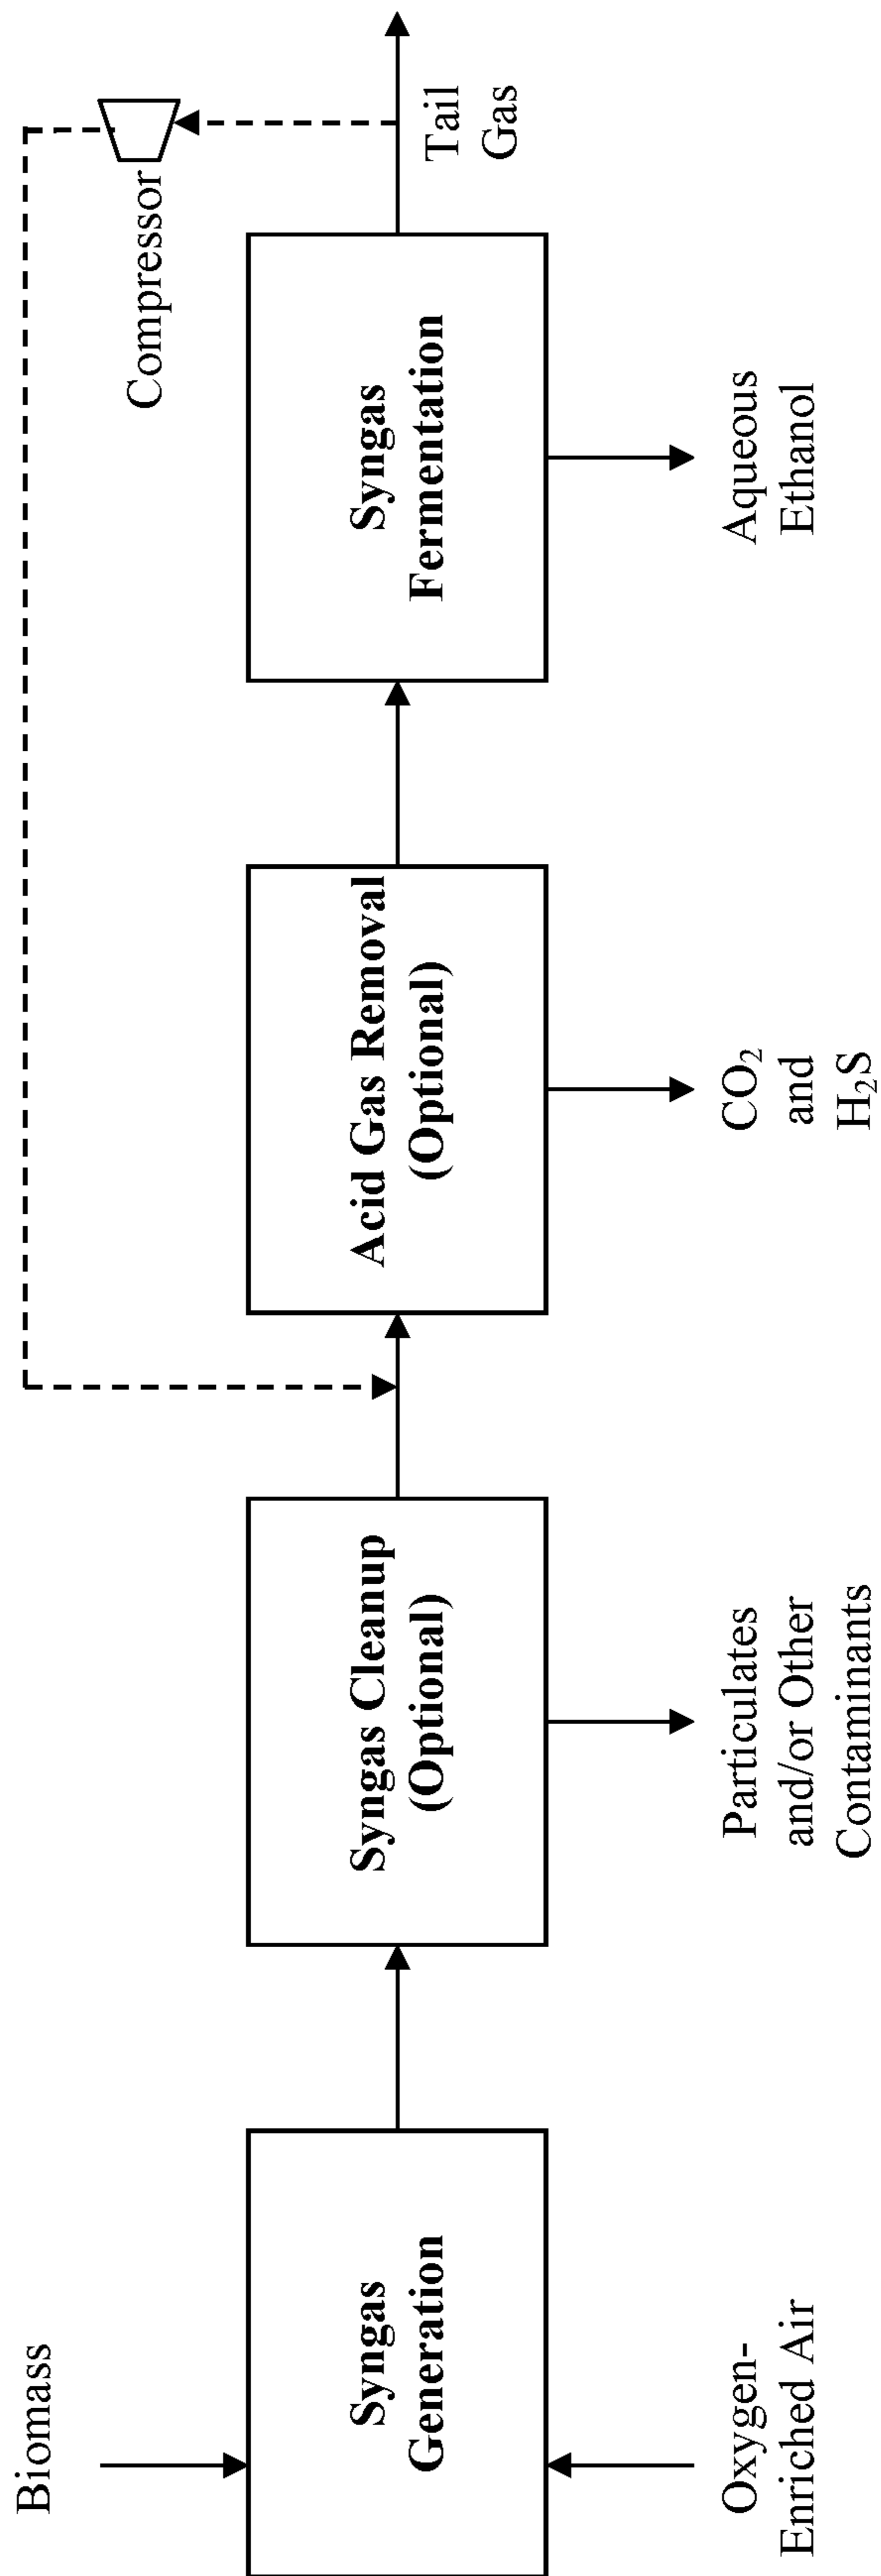 Biomass
Compressor
Syngas
Generation
Syngas Cleanup
(Optional)
Acid Gas Removal
(Optional)
Syngas
Fermentation
Tail
Gas
Oxygen-
Enriched Air
Particulates
and/or Other
Contaminants
CO₂
and
H₂S
Aqueous
Ethanol